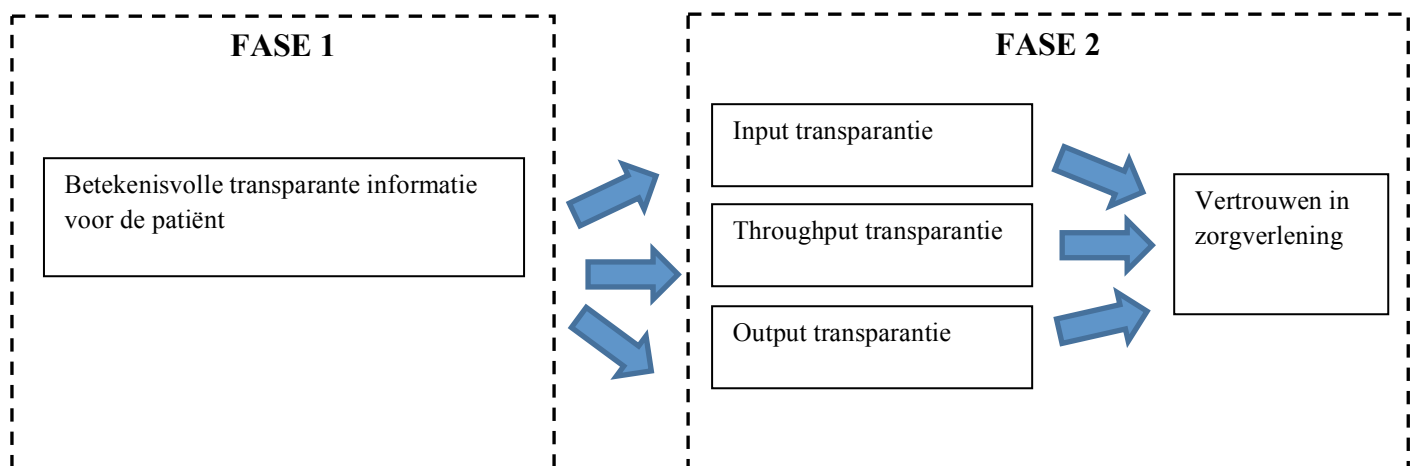 FASE 1
Betekenisvolle transparante informatie
voor de patiënt
FASE 2
Input transparantie
Throughput transparantie
Output transparantie
Vertrouwen in
zorgverlening